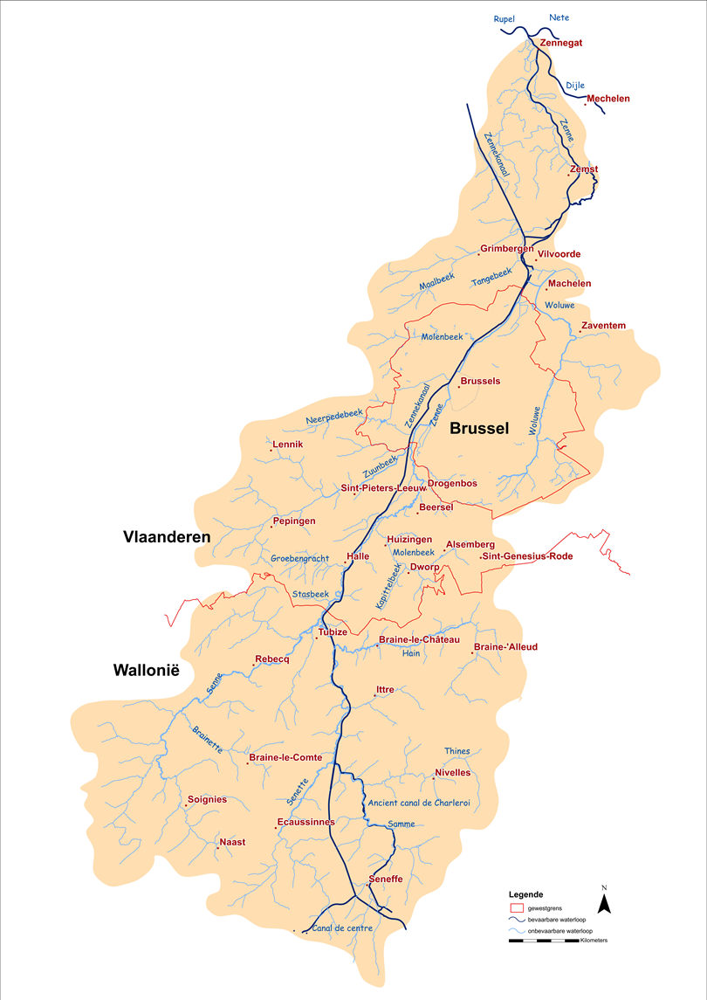 Rupel
Nete
Zennegat
Dijle
Mechelen
Zenne
Zennekanaal
Zemst
Grimbergen
Vilvoorde
Maalbeek
Tangebeek
Machelen
Woluwe
Zaventem
Molenbeek
Brussels
Zennekanaal
Zenne
Neerpedebeek
Woluwe
Brussel
Lennik
Zuunbeek
Sint-Pieters-Leeuw
Drogenbos
Beersel
Pepingen
Vlaanderen
Huizingen
Alsemberg
Molenbeek
Groebengracht
Halle
Sint-Genesius-Rode
Dworp
Kapittelbeek
Stasbeek
Tubize
Braine-le-Château
Braine-'Alleud
Hain
Rebecq
Wallonië
Senne
Ittre
Brainette
Thines
Braine-le-Comte
Nivelles
Senette
Soignies
Ancient canal de Charleroi
Ecaussinnes
Samme
Naast
Seneffe
Canal de centre
Legende
gewestgrens
bevaarbare waterloop
onbevaarbare waterloop
Kilometers
N